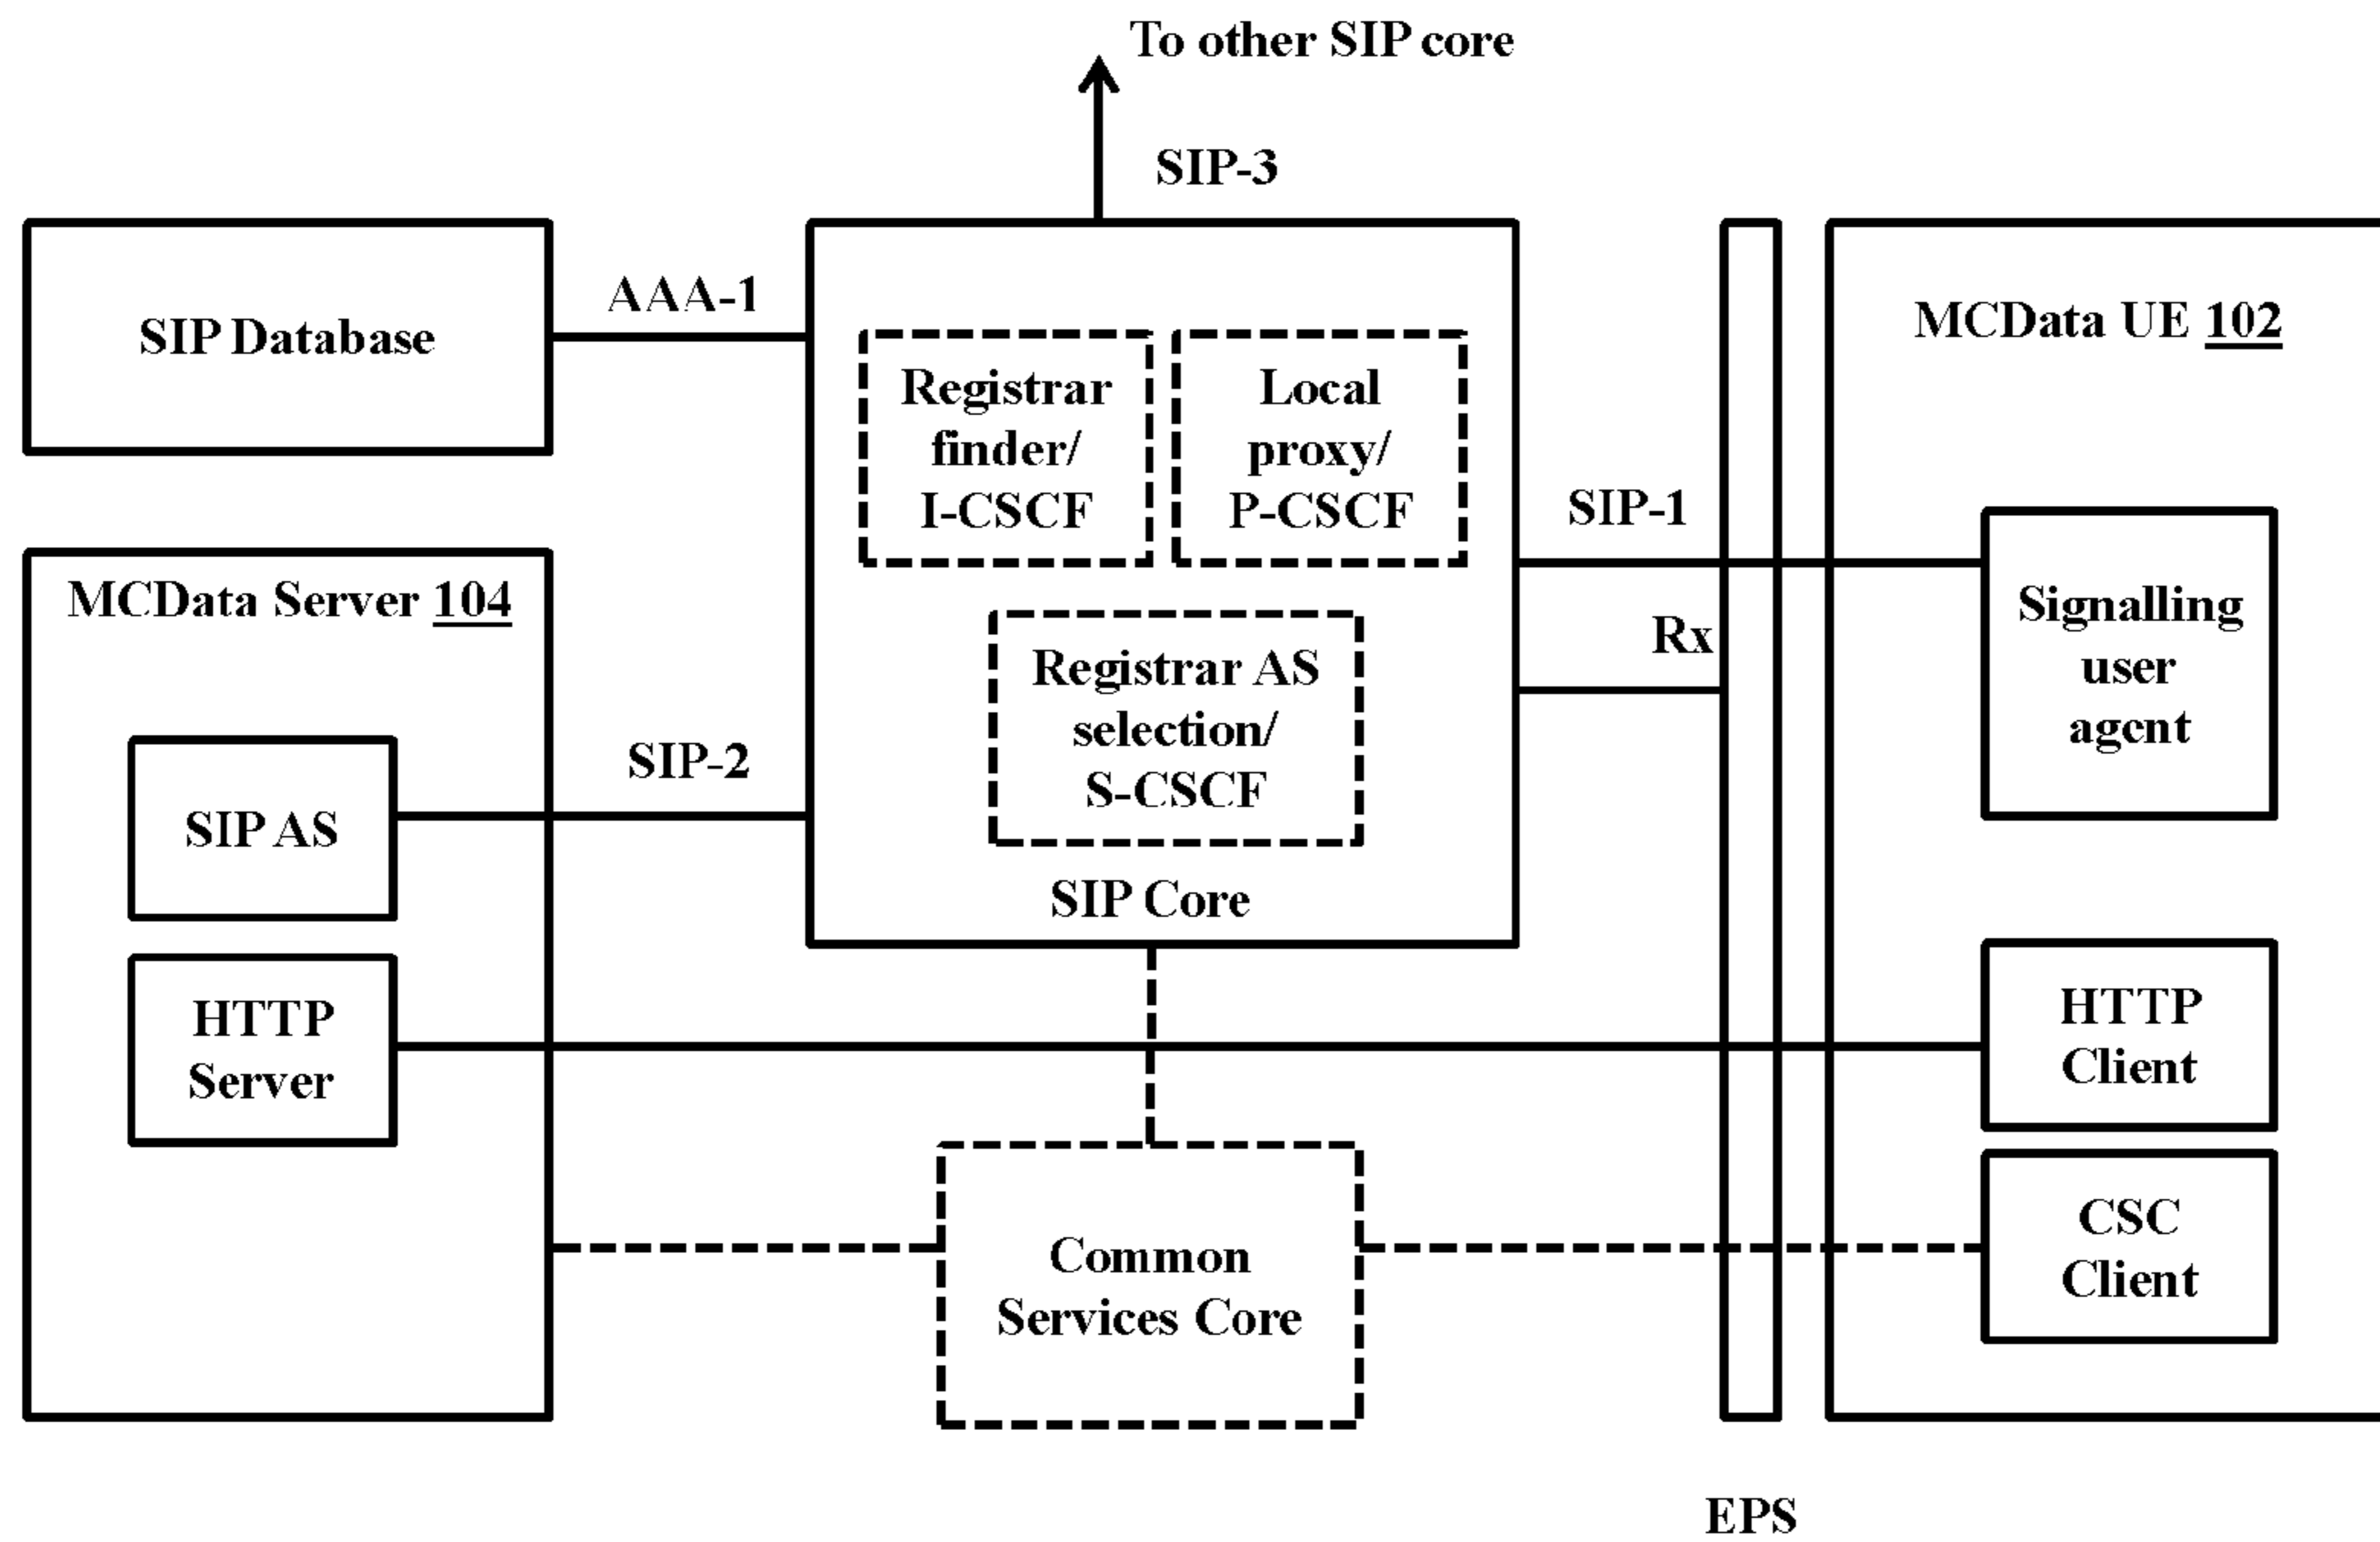 To other SIP core
SIP-3
SIP Database
AAA-1
Registrar
finder/
I-CSCF
Local
proxy/
P-CSCF
Registrar AS
selection/
S-CSCF
SIP Core
SIP-1
Rx
MCData UE 102
Signalling
user
agent
MCData Server 104
SIP AS
SIP-2
HTTP
Server
HTTP
Client
Common
Services Core
CSC
Client
EPS